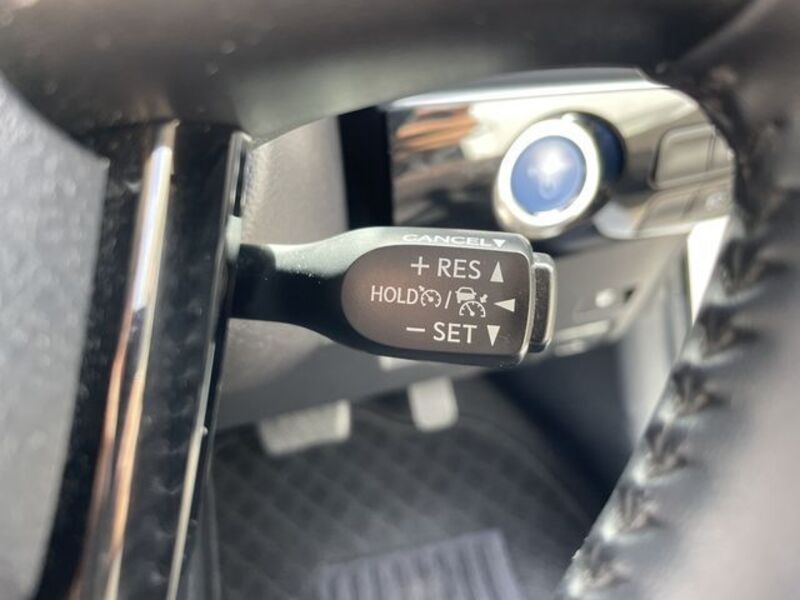 CANCEL▼
+ RES ▲
HOLD / ◀
− SET ▼